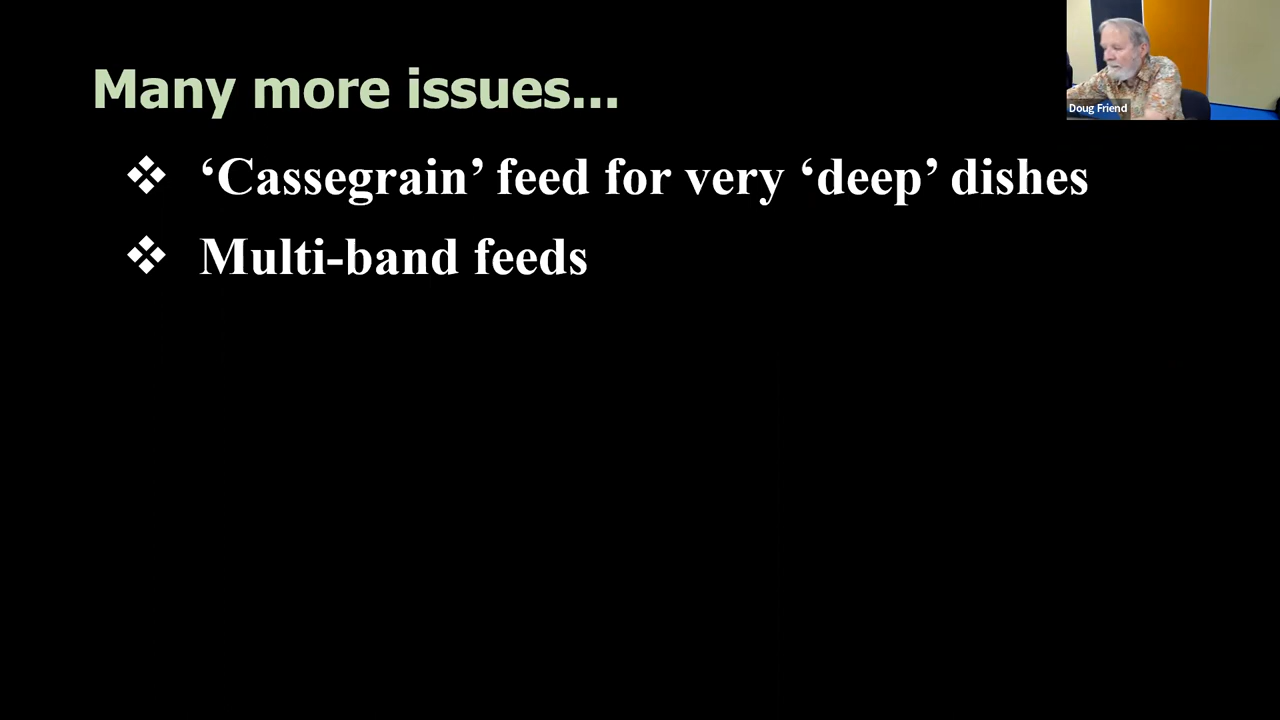 Many more issues...
Doug Friend
❖ ‘Cassegrain’ feed for very ‘deep’ dishes
❖ Multi-band feeds